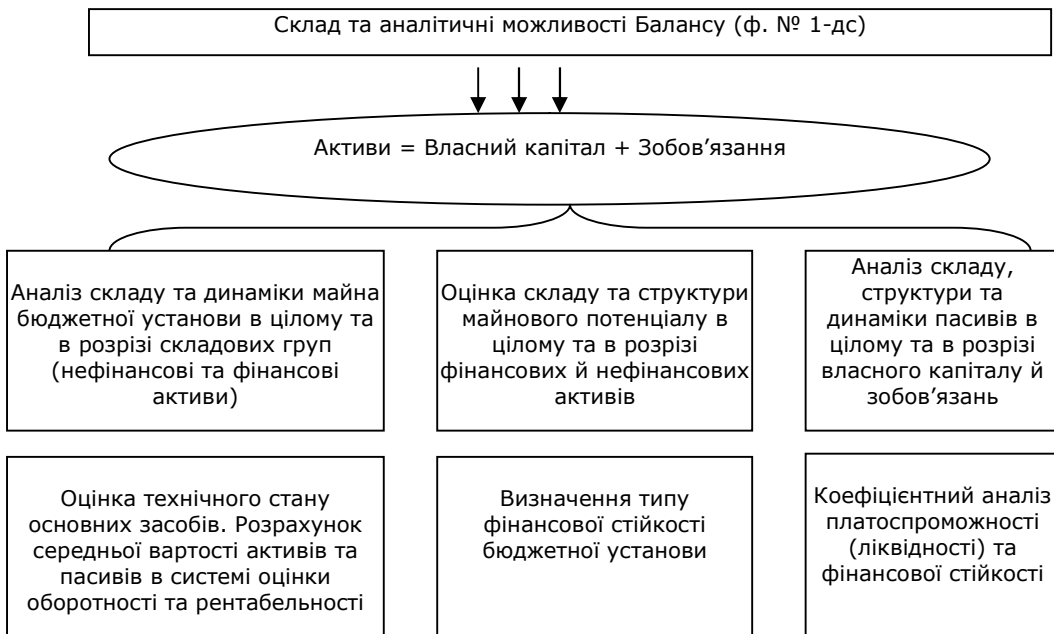 Склад та аналітичні можливості Балансу (ф. № 1-дс)
Активи = Власний капітал + Зобов’язання
Аналіз складу та динаміки майна
бюджетної установи в цілому та
в розрізі складових груп
(нефінансові та фінансові
активи)
Оцінка складу та структури
майнового потенціалу в
цілому та в розрізі
фінансових й нефінансових
активів
Аналіз складу,
структури та
динаміки пасивів в
цілому та в розрізі
власного капіталу й
зобов’язань
Оцінка технічного стану
основних засобів. Розрахунок
середньої вартості активів та
пасивів в системі оцінки
оборотності та рентабельності
Визначення типу
фінансової стійкості
бюджетної установи
Коефіцієнтний аналіз
платоспроможності
(ліквідності) та
фінансової стійкості